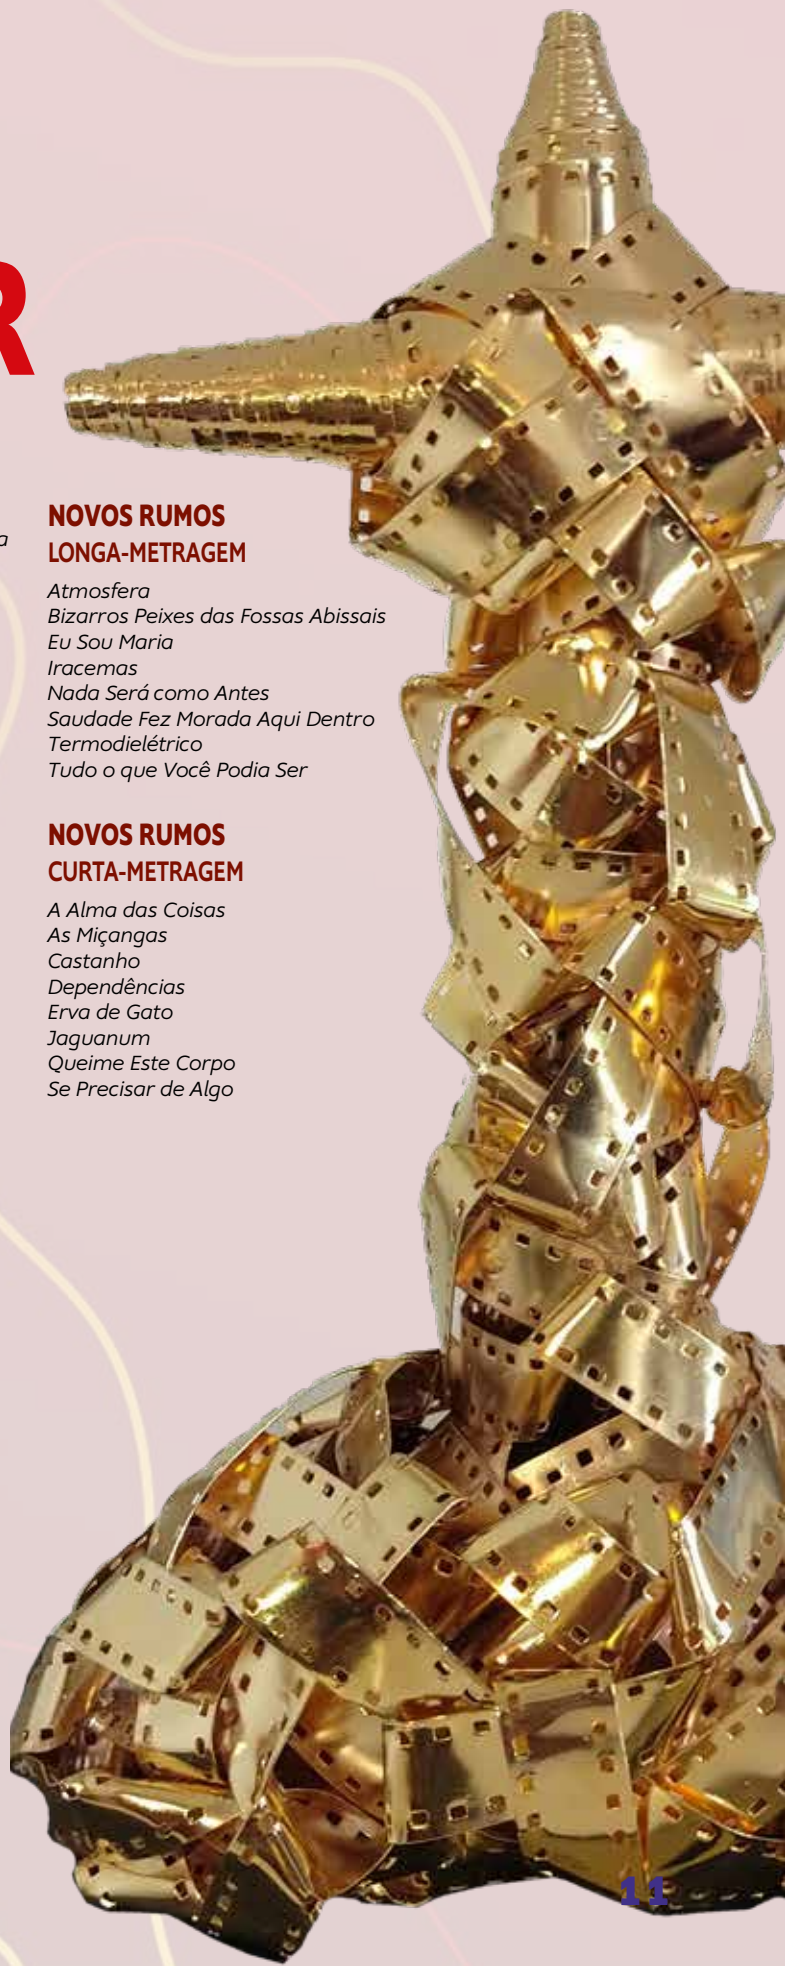 R
a
NOVOS RUMOS
LONGA-METRAGEM
Atmosfera
Bizarros Peixes das Fossas Abissais
Eu Sou Maria
Iracemas
Nada Será como Antes
Saudade Fez Morada Aqui Dentro
Termodielétrico
Tudo o que Você Podia Ser
NOVOS RUMOS
CURTA-METRAGEM
A Alma das Coisas
As Miçangas
Castanho
Dependências
Erva de Gato
Jaguanum
Queime Este Corpo
Se Precisar de Algo
11